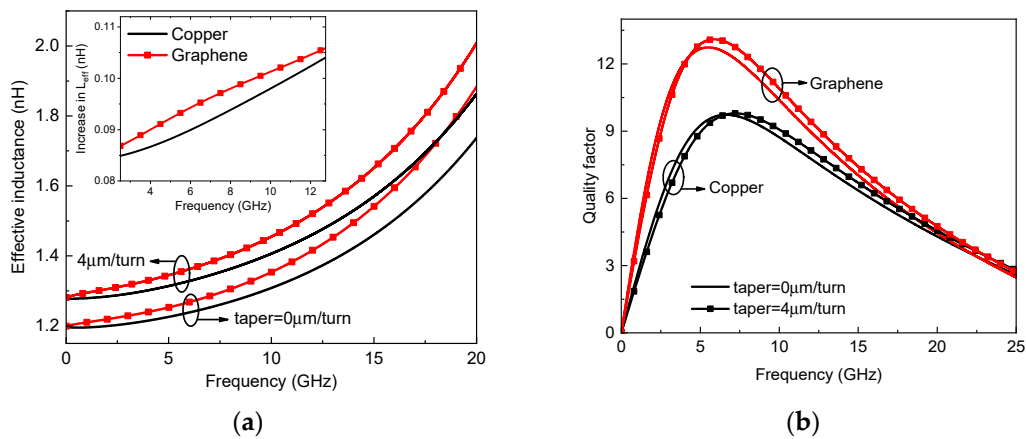 Effective inductance (nH)
2.0
1.8
1.6
1.4
1.2
0 5 10 15 20
Frequency (GHz)
Increase in Leff (nH)
0.11
0.10
0.09
0.08
4 6 8 10 12
Frequency (GHz)
Copper
Graphene
4μm/turn
taper=0μm/turn
(a)
Quality factor
12
9
6
3
0
0 5 10 15 20 25
Frequency (GHz)
Graphene
Copper
taper=0μm/turn
taper=4μm/turn
(b)